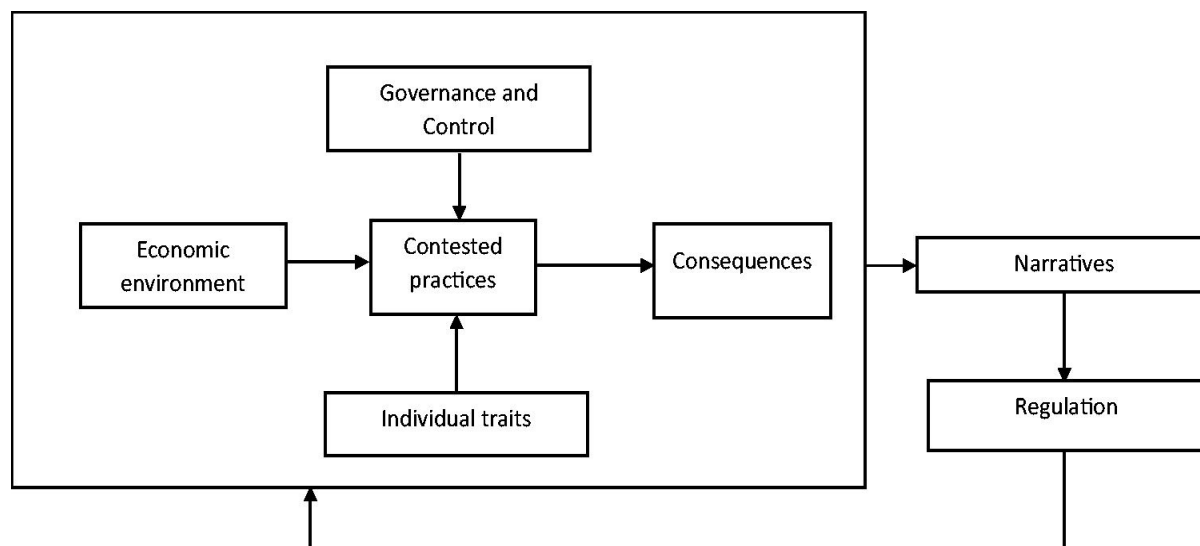 Governance and
Control
Economic
environment
Contested
practices
Consequences
Individual traits
Narratives
Regulation